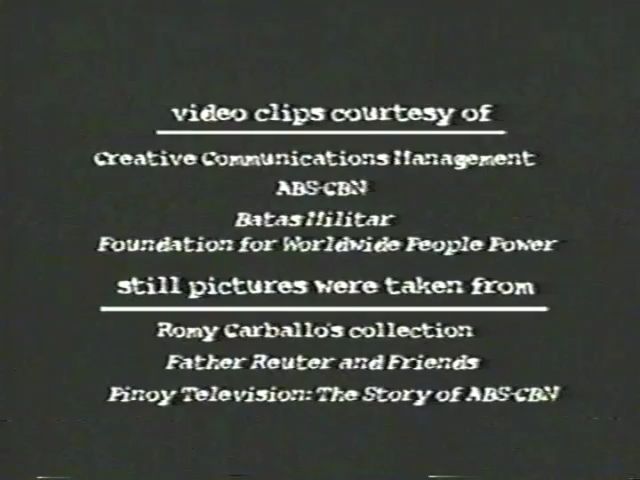 video clips courtesy of
Creative Communications Management
ABS-CBN
Batas Militar
Foundation for Worldwide People Power
still pictures were taken from
Romy Carballo's collection
Father Reuter and Friends
Pinoy Television: The Story of ABS-CBN